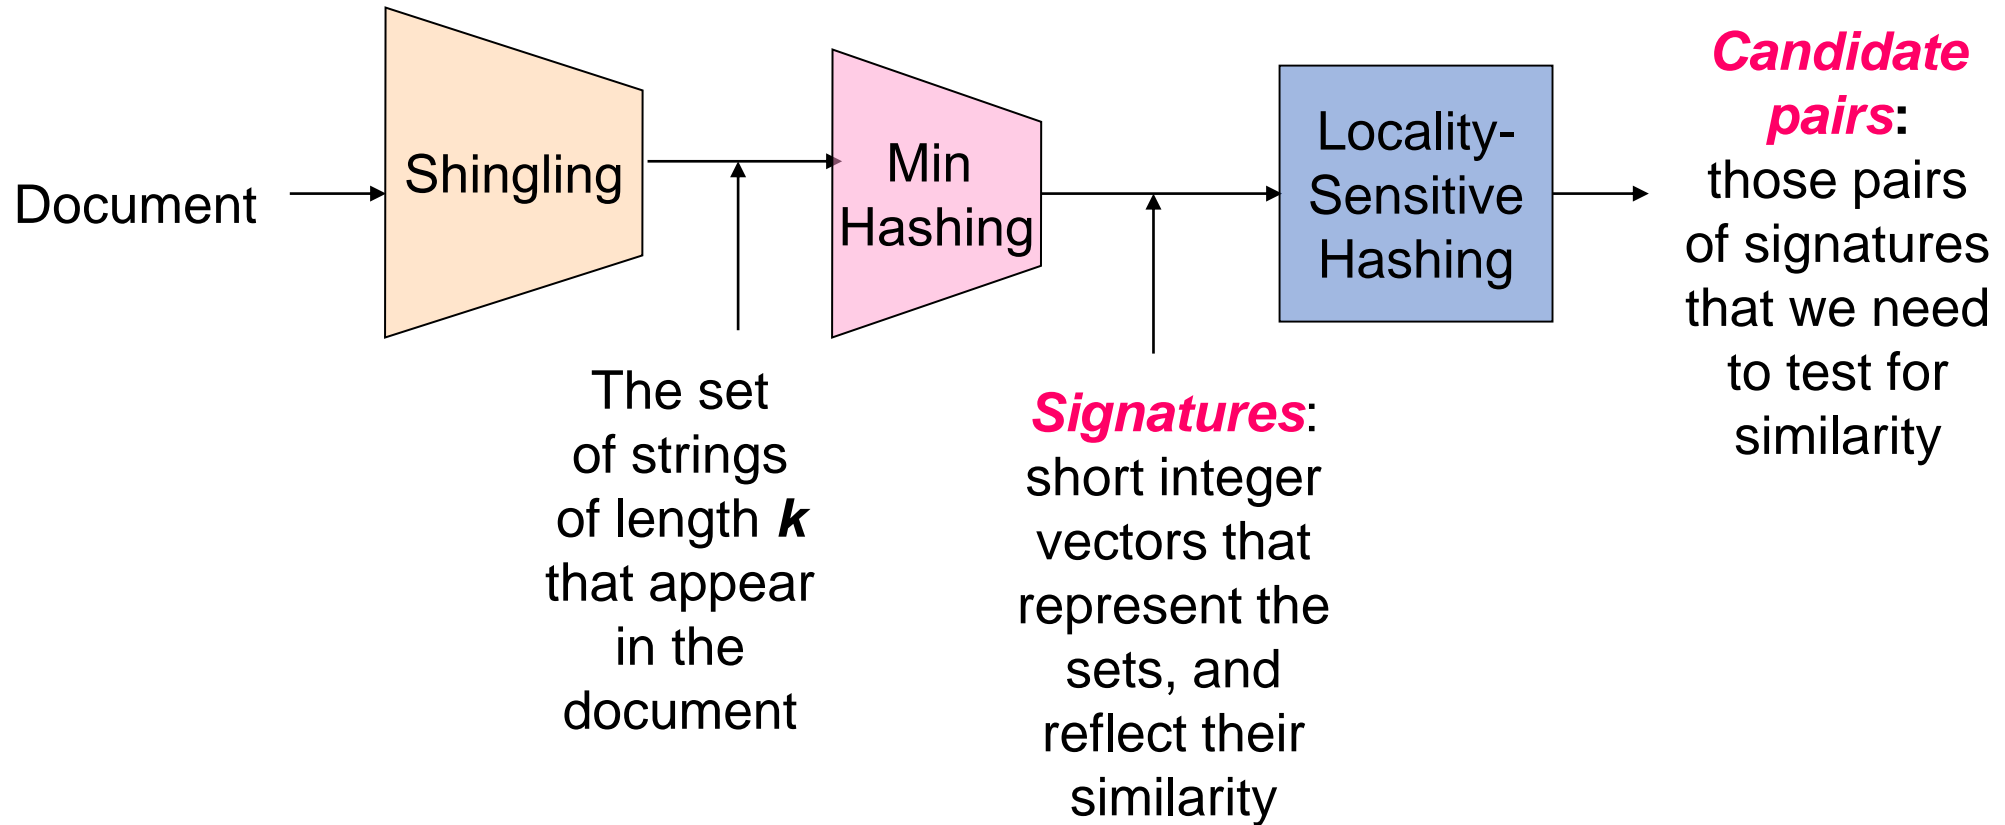 Document
Shingling
The set
of strings
of length k
that appear
in the
document
Min
Hashing
Signatures:
short integer
vectors that
represent the
sets, and
reflect their
similarity
Locality-
Sensitive
Hashing
Candidate
pairs:
those pairs
of signatures
that we need
to test for
similarity